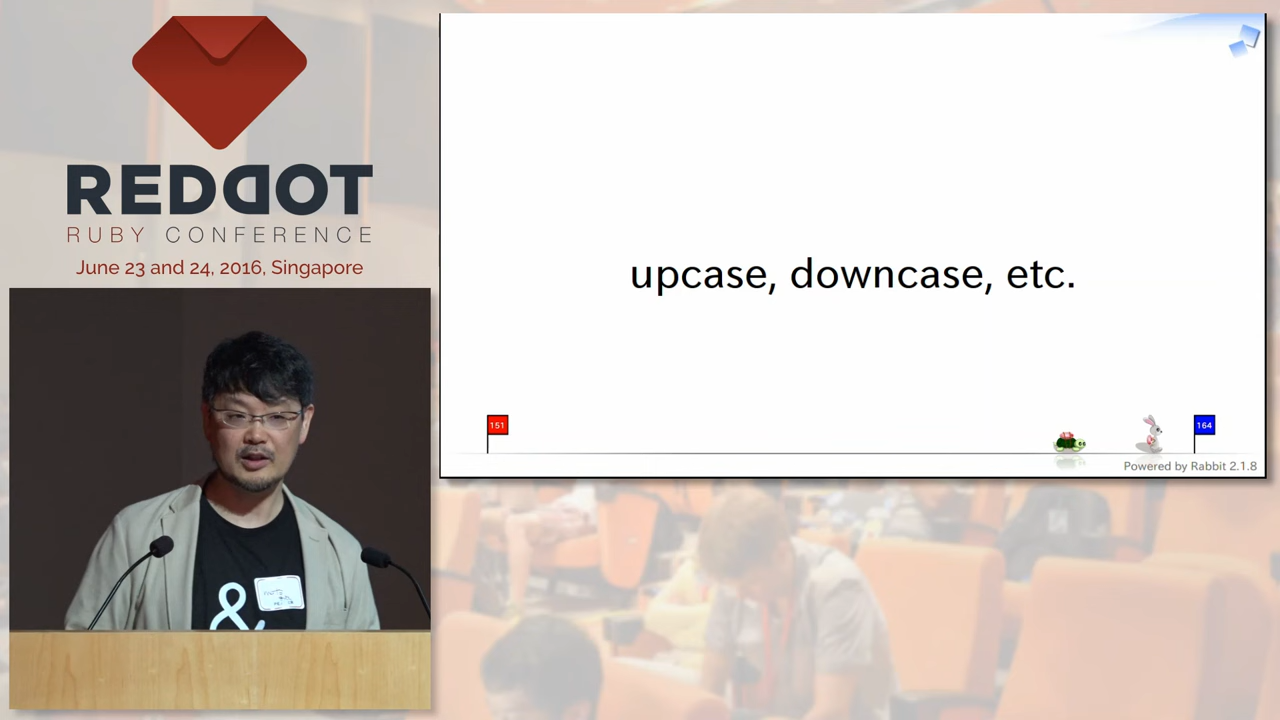 REDDOT
RUBY CONFERENCE
June 23 and 24, 2016, Singapore
upcase, downcase, etc.
151
164
Powered by Rabbit 2.1.8
&